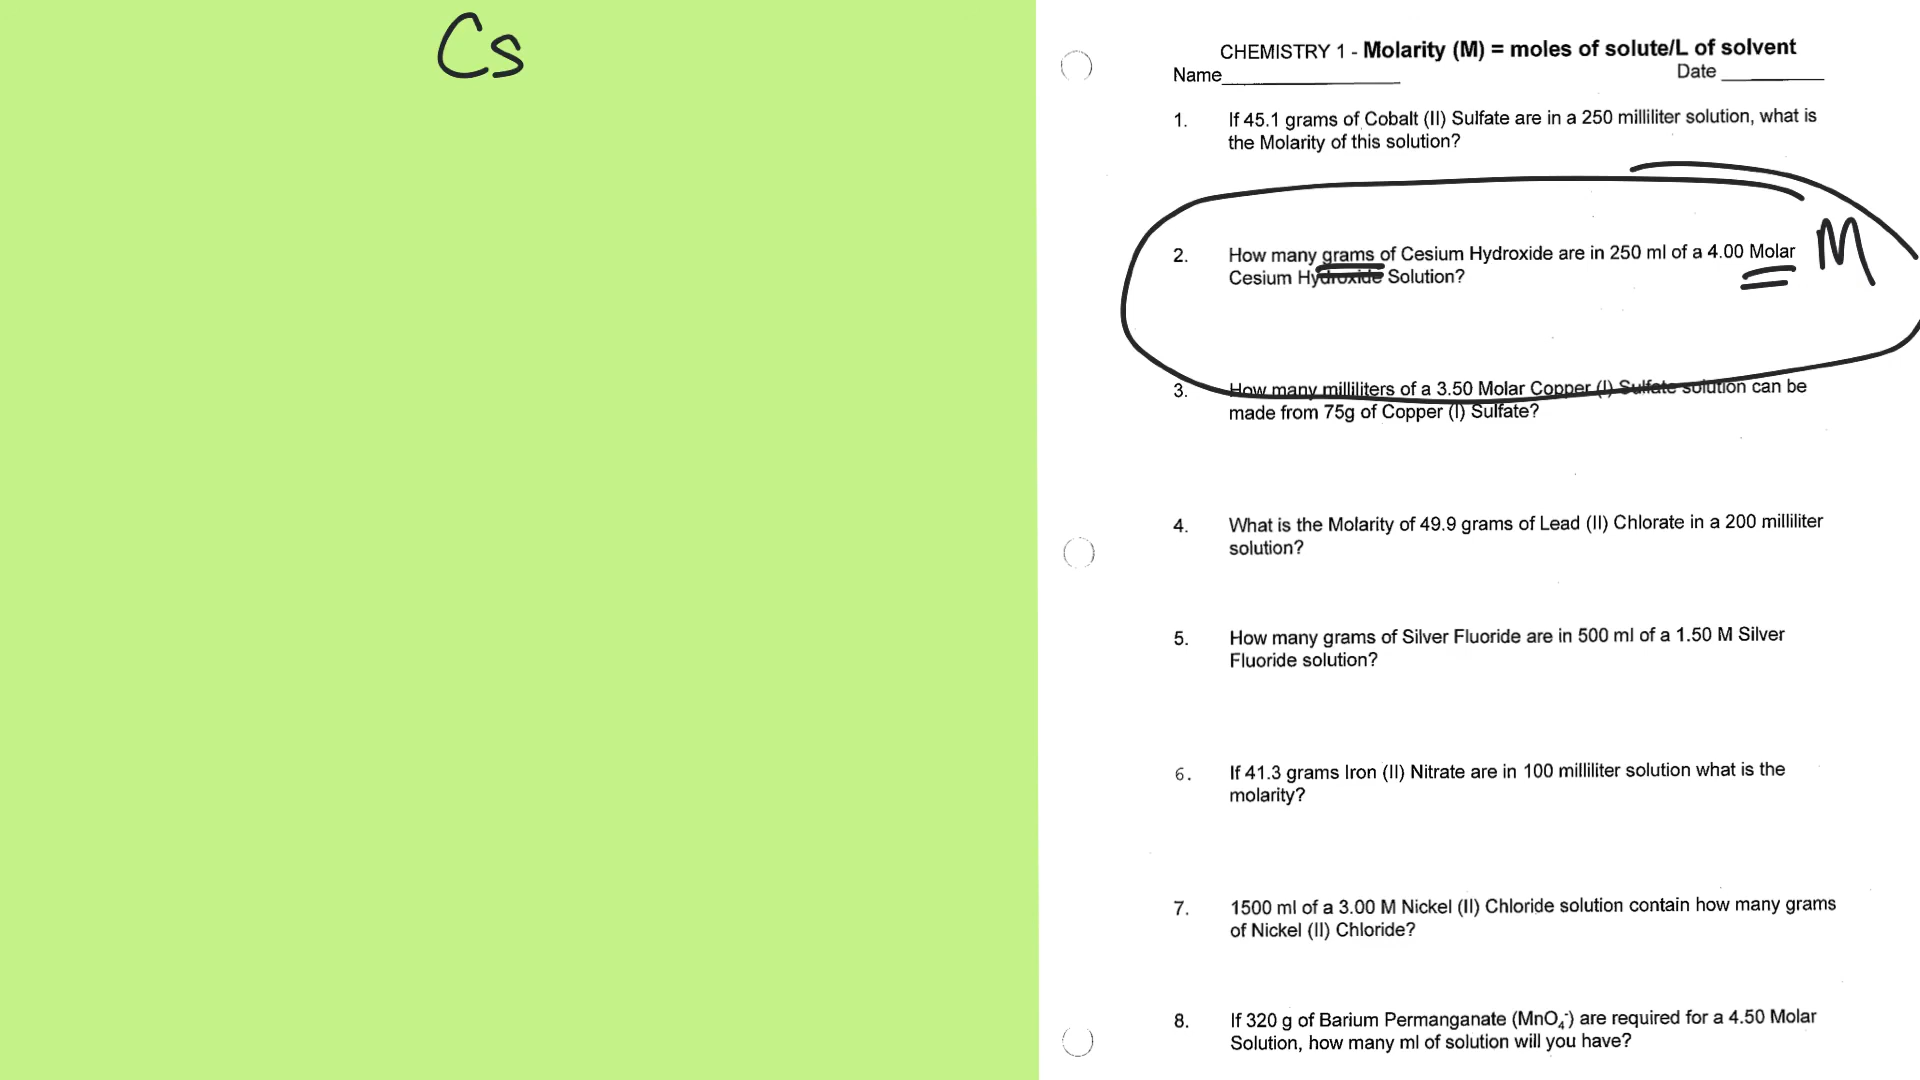 Cs
CHEMISTRY 1 - Molarity (M) = moles of solute/L of solvent
Name_______________ Date _________
1. If 45.1 grams of Cobalt (II) Sulfate are in a 250 milliliter solution, what is
the Molarity of this solution?
2. How many grams of Cesium Hydroxide are in 250 ml of a 4.00 Molar M
Cesium Hydroxide Solution?
3. How many milliliters of a 3.50 Molar Copper (I) Sulfate solution can be
made from 75g of Copper (I) Sulfate?
4. What is the Molarity of 49.9 grams of Lead (II) Chlorate in a 200 milliliter
solution?
5. How many grams of Silver Fluoride are in 500 ml of a 1.50 M Silver
Fluoride solution?
6. If 41.3 grams Iron (II) Nitrate are in 100 milliliter solution what is the
molarity?
7. 1500 ml of a 3.00 M Nickel (II) Chloride solution contain how many grams
of Nickel (II) Chloride?
8. If 320 g of Barium Permanganate (MnO₄⁻) are required for a 4.50 Molar
Solution, how many ml of solution will you have?